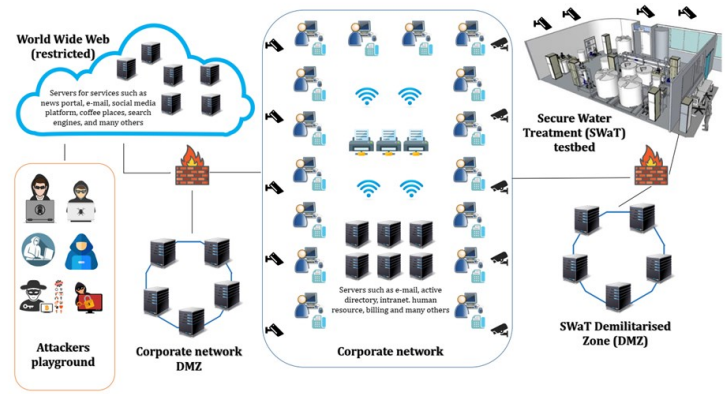 World Wide Web
(restricted)
Servers for services such as
news portal, e-mail, social media
platform, coffee places, search
engines, and many others
Attackers
playground
Corporate network
DMZ
Servers such as e-mail, active
directory, intranet. human
resource, billing and many others
Corporate network
Secure Water
Treatment (SWaT)
testbed
SWaT Demilitarised
Zone (DMZ)